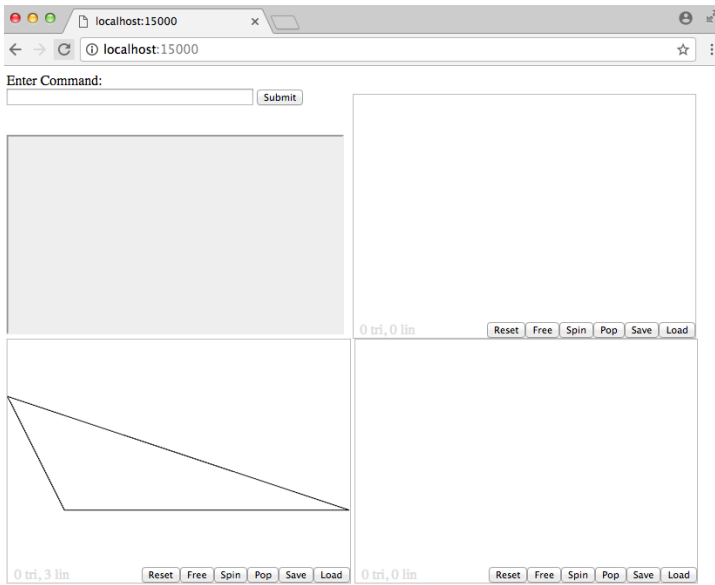 localhost:15000
localhost:15000
Enter Command:
Submit
0 tri, 0 lin
Reset Free Spin Pop Save Load
0 tri, 3 lin
Reset Free Spin Pop Save Load
0 tri, 0 lin
Reset Free Spin Pop Save Load